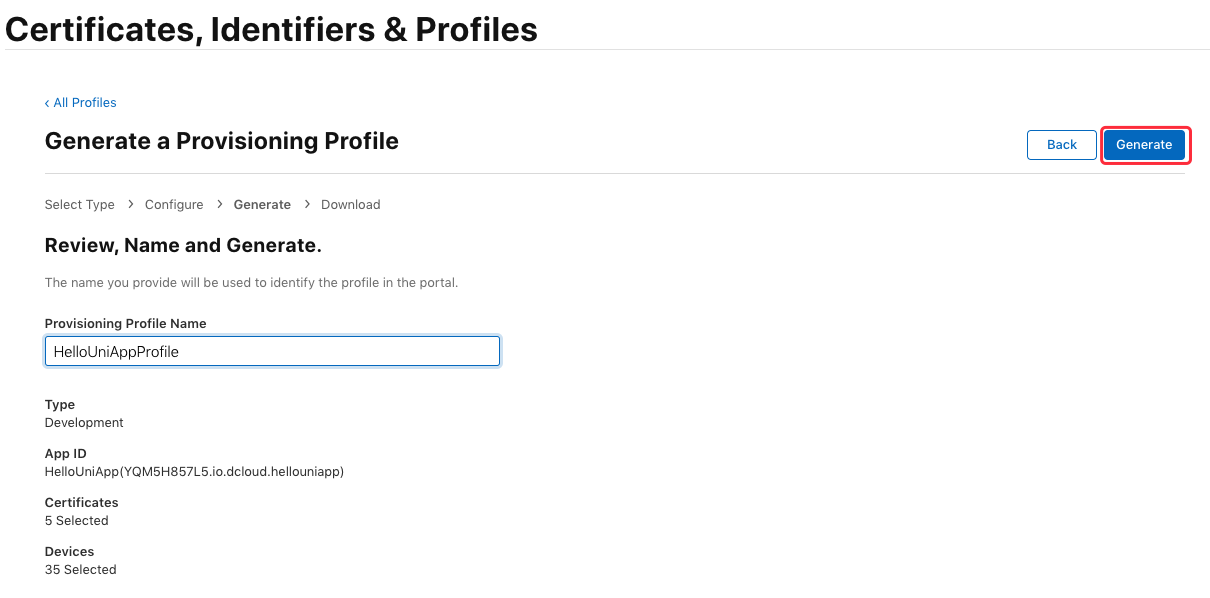 Certificates, Identifiers & Profiles
‹ All Profiles
Generate a Provisioning Profile
Back
Generate
Select Type > Configure > Generate > Download
Review, Name and Generate.
The name you provide will be used to identify the profile in the portal.
Provisioning Profile Name
HelloUniAppProfile
Type
Development
App ID
HelloUniApp(YQM5H857L5.io.dcloud.hellouniapp)
Certificates
5 Selected
Devices
35 Selected